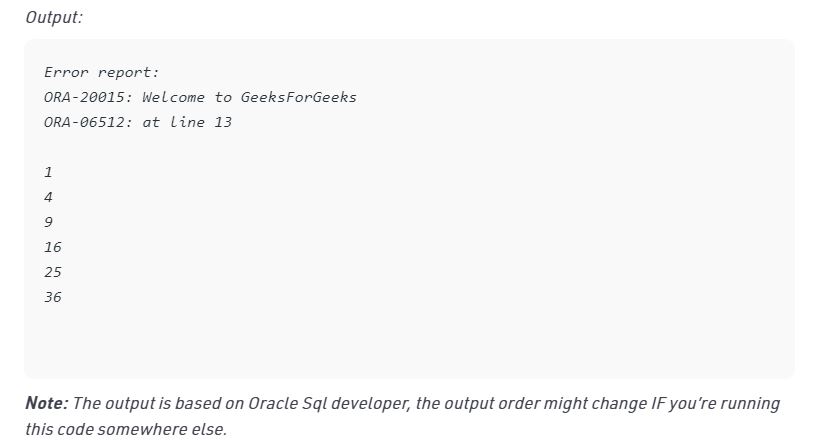 Output:
Error report:
ORA-20015: Welcome to GeeksForGeeks
ORA-06512: at line 13
1
4
9
16
25
36
Note: The output is based on Oracle Sql developer, the output order might change IF you're running
this code somewhere else.